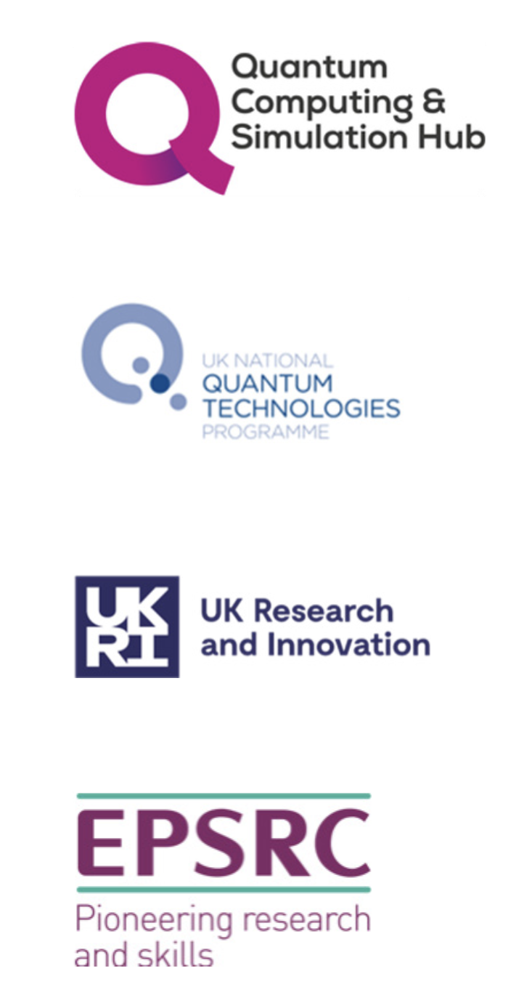 Quantum
Computing &
Simulation Hub
UK NATIONAL
QUANTUM
TECHNOLOGIES
PROGRAMME
UK
RI
UK Research
and Innovation
EPSRC
Pioneering research
and skills